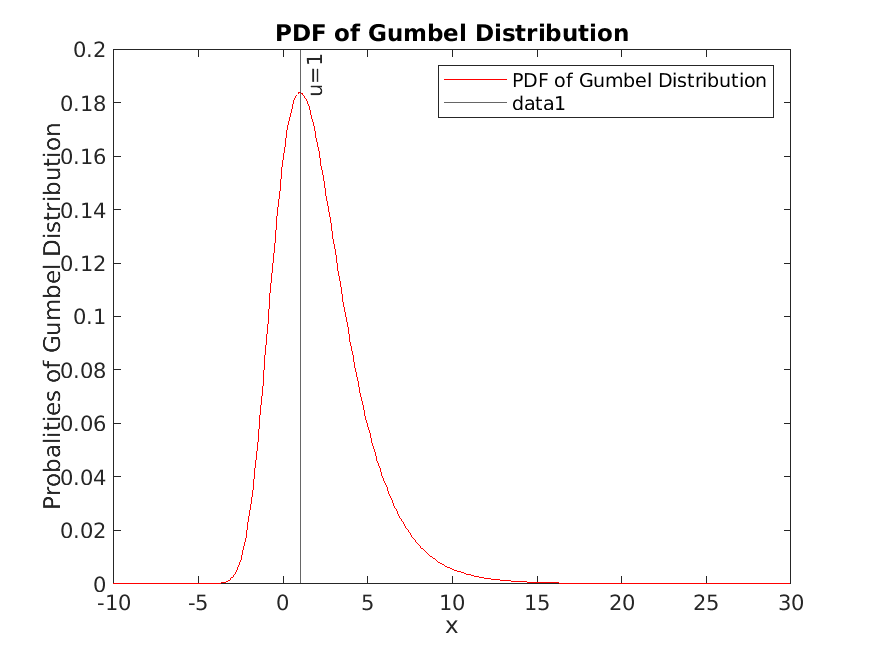 PDF of Gumbel Distribution
u=1
PDF of Gumbel Distribution
data1
Probalities of Gumbel Distribution
0.2
0.18
0.16
0.14
0.12
0.1
0.08
0.06
0.04
0.02
0
-10 -5 0 5 10 15 20 25 30
x